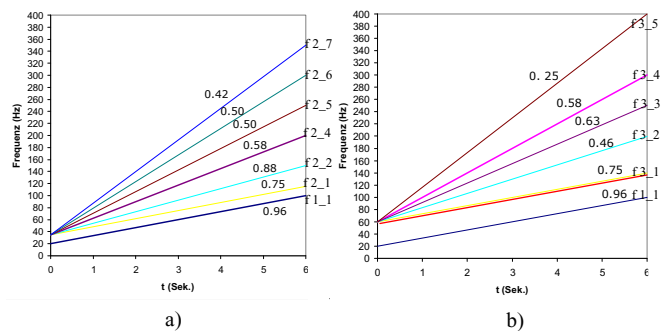 400
380
360
340
320
300
280
260
240
220
200
180
160
140
120
100
80
60
40
20
0
Frequenz (Hz)
0 1 2 3 4 5 6
t (Sek.)
f 2_7
f 2_6
f 2_5
f 2_4
f 2_2
f 2_1
f 1_1
0.42
0.50
0.50
0.58
0.88
0.75
0.96
a)
400
380
360
340
320
300
280
260
240
220
200
180
160
140
120
100
80
60
40
20
0
Frequenz (Hz)
0 1 2 3 4 5 6
t (Sek.)
f 3_5
f 3_4
f 3_3
f 3_2
f 3_1
f 1_1
0. 25
0.58
0.63
0.46
0.75
0.96
b)